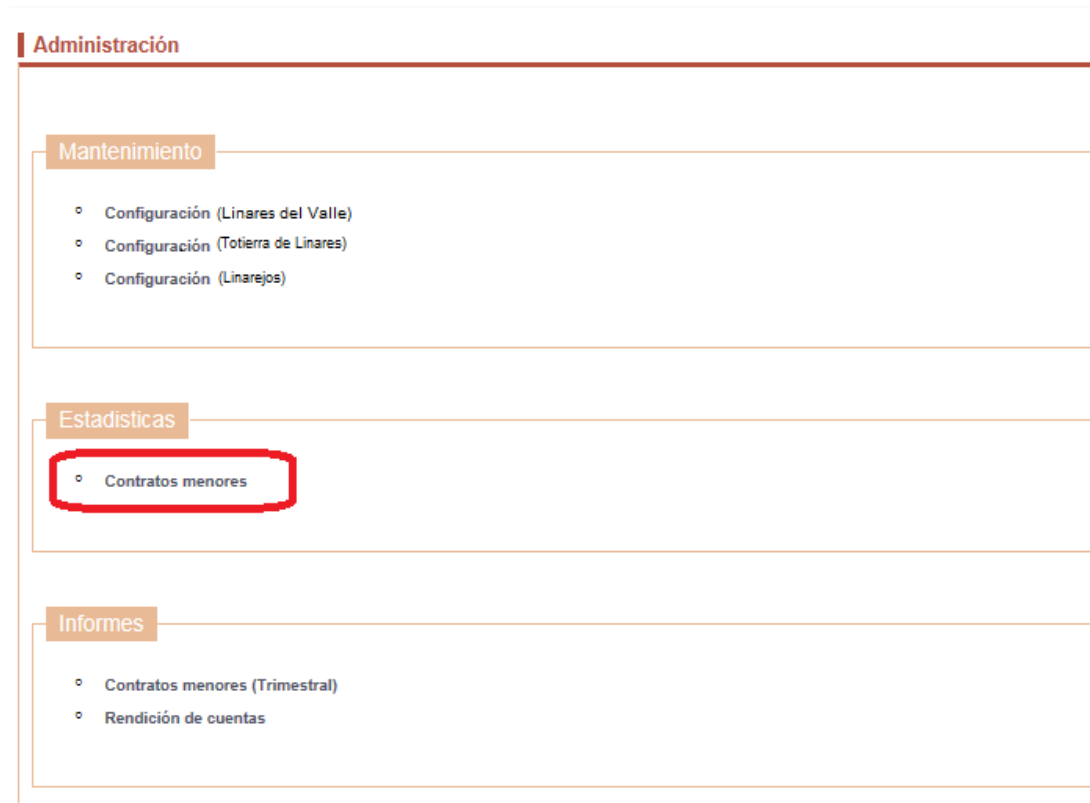 Administración
Mantenimiento
Configuración (Linares del Valle)
Configuración (Totierra de Linares)
Configuración (Linarejos)
Estadisticas
Contratos menores
Informes
Contratos menores (Trimestral)
Rendición de cuentas